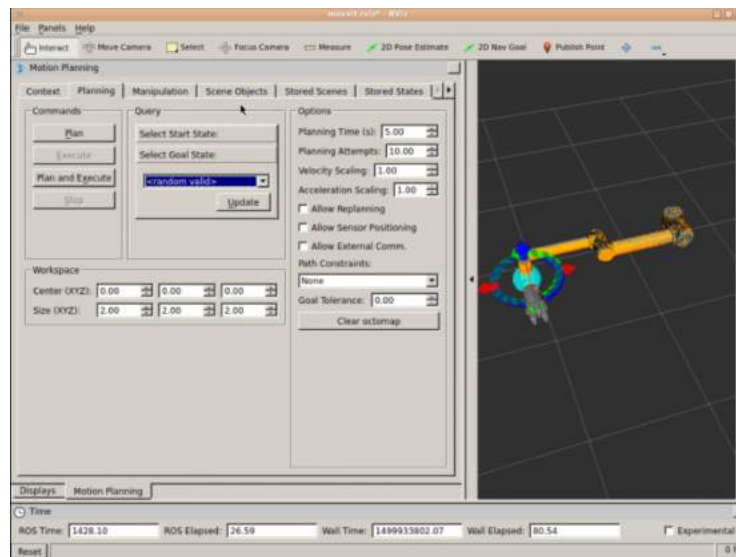 moveit.rviz* - RViz
File Panels Help
Interact Move Camera Select Focus Camera Measure 2D Pose Estimate 2D Nav Goal Publish Point
Motion Planning
Context Planning Manipulation Scene Objects Stored Scenes Stored States
Commands
Plan
Execute
Plan and Execute
Stop
Query
Select Start State:
Select Goal State:
<random valid>
Update
Options
Planning Time (s): 5.00
Planning Attempts: 10.00
Velocity Scaling: 1.00
Acceleration Scaling: 1.00
Allow Replanning
Allow Sensor Positioning
Allow External Comm.
Path Constraints:
None
Goal Tolerance: 0.00
Clear octomap
Workspace
Center (XYZ): 0.00 0.00 0.00
Size (XYZ): 2.00 2.00 2.00
Displays Motion Planning
Time
ROS Time: 1428.10 ROS Elapsed: 26.59 Wall Time: 1499933802.07 Wall Elapsed: 80.54 Experimental
Reset